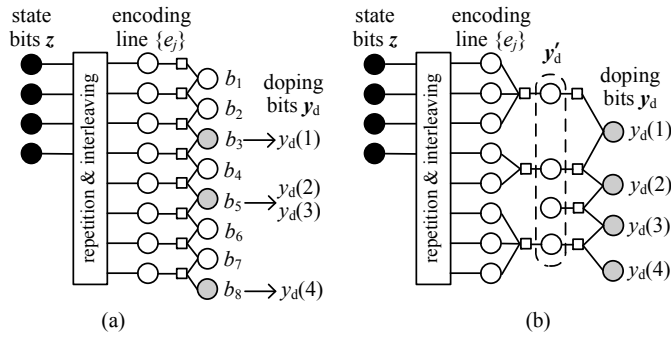 (a)
state
bits z
encoding
line {e_j}
repetition & interleaving
b_1
b_2
doping
bits y_d
b_3 → y_d(1)
b_4
b_5 → y_d(2)
y_d(3)
b_6
b_7
b_8 → y_d(4)
(a)
(b)
state
bits z
encoding
line {e_j}
y'_d
repetition & interleaving
doping
bits y_d
y_d(1)
y_d(2)
y_d(3)
y_d(4)
(b)